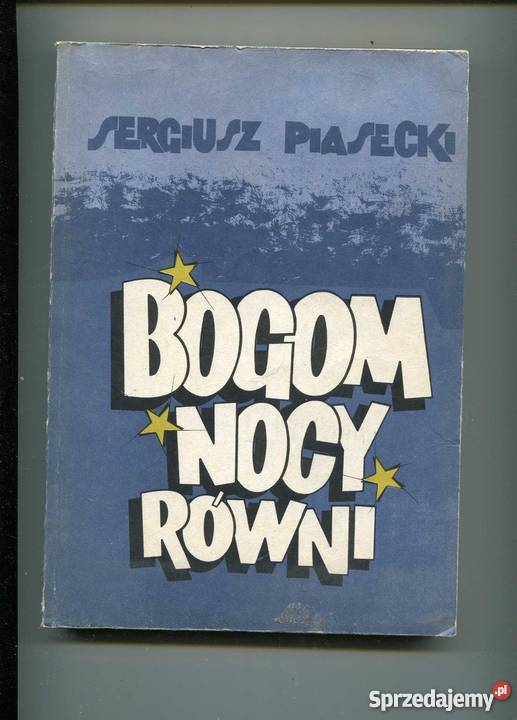 SERGIUSZ PIASECKI
BOGOM
NOCY
RÓWNI
Sprzedajemy.pl